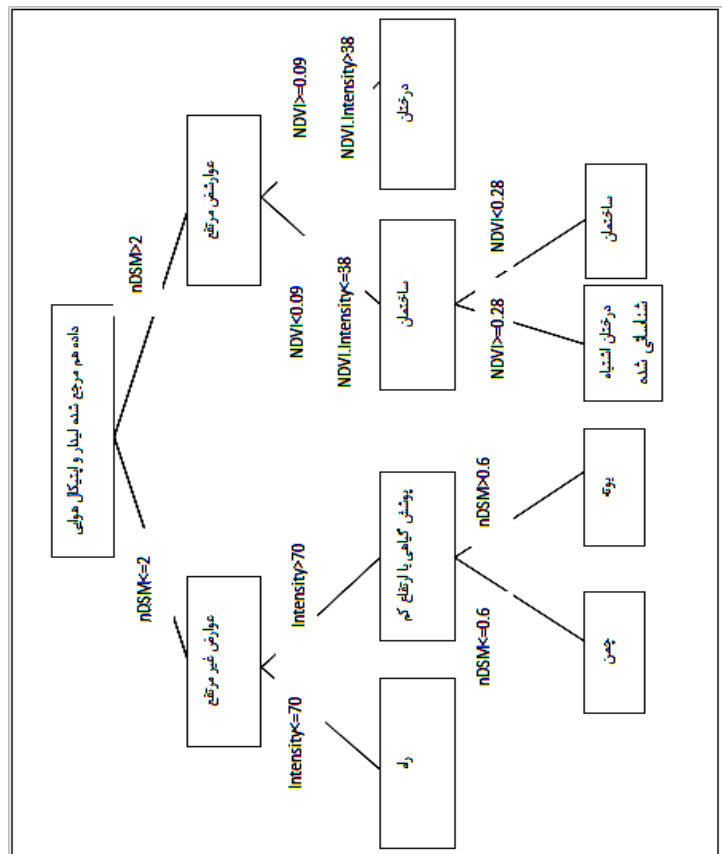 داده هم مرجع شده لیدار و اپتیکال هوایی
nDSM<=2
nDSM>2
عوارض غیر مرتفع
عوارشض مرتفع
Intensity<=70
Intensity>70
NDVI<0.09
NDVI>=0.09
NDVI.Intensity<=38
NDVI.Intensity>38
راه
پوشش گیاهی با ارتفاع کم
ساختمان
درختان
nDSM<=0.6
nDSM>0.6
NDVI>=0.28
NDVI<0.28
چمن
بوته
درختان اشتباه
شناسائی شده
ساختمان